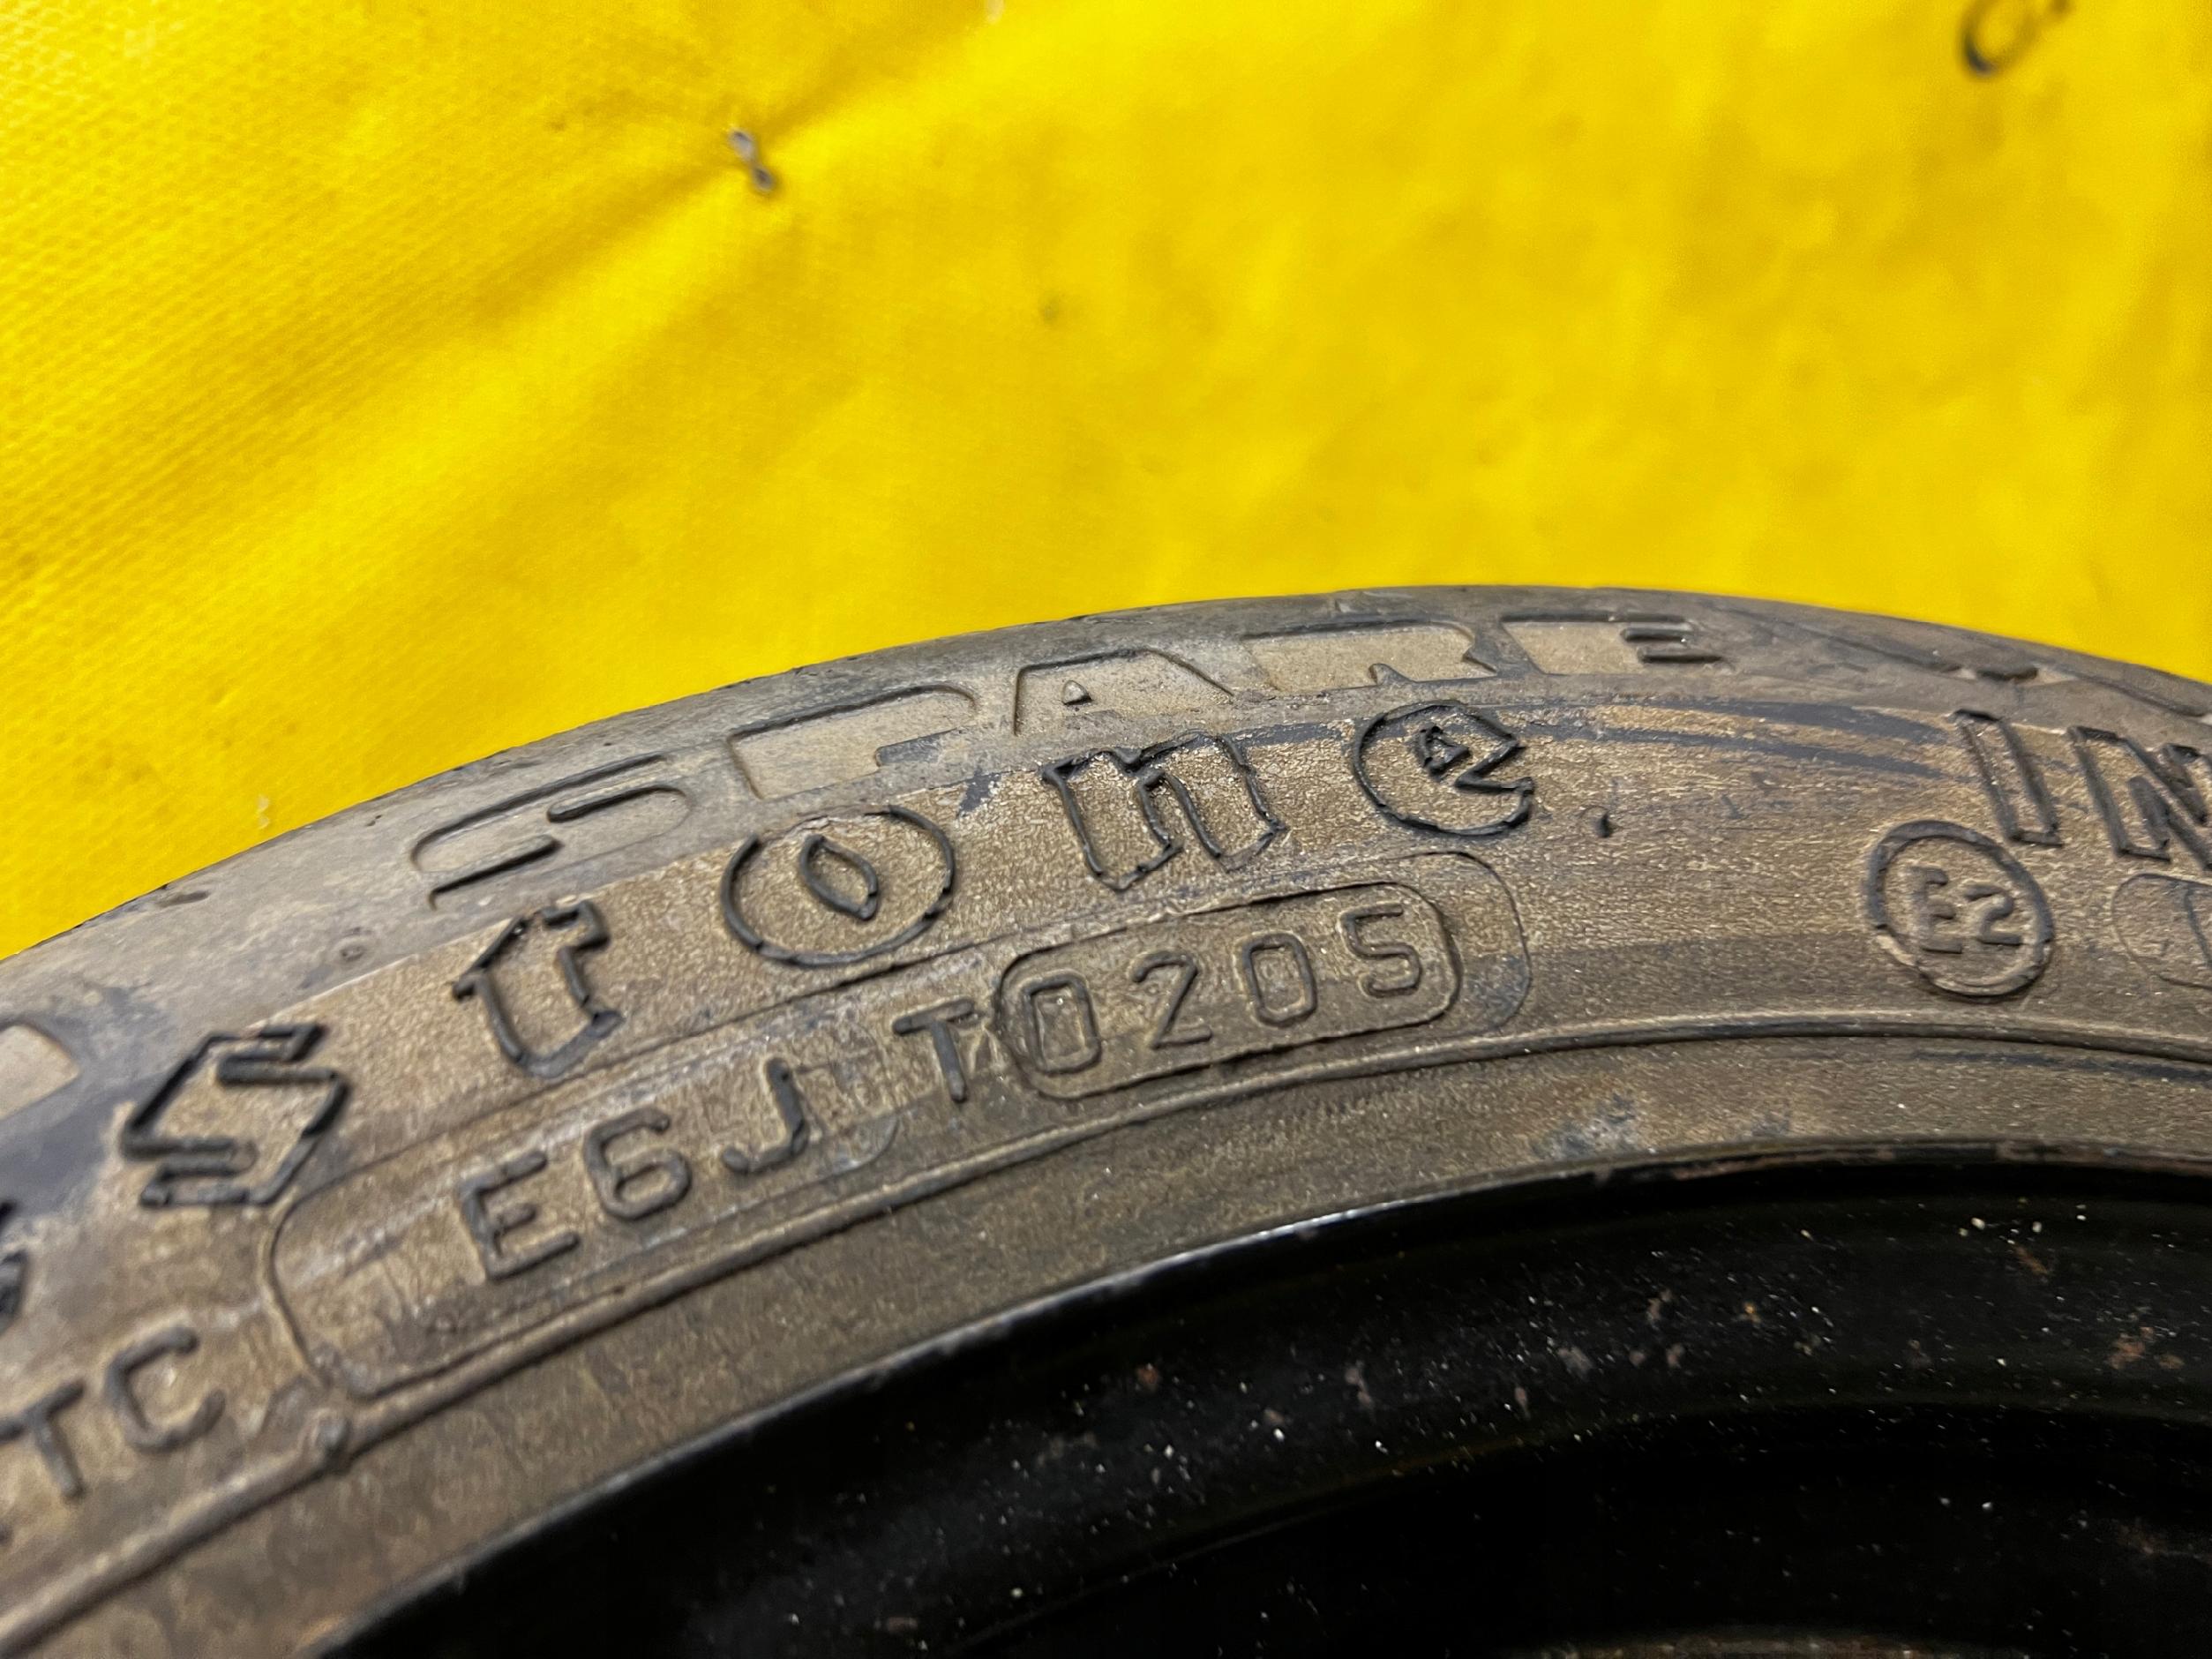 SPARE
stone
IN
E2
E6J T0205
TC